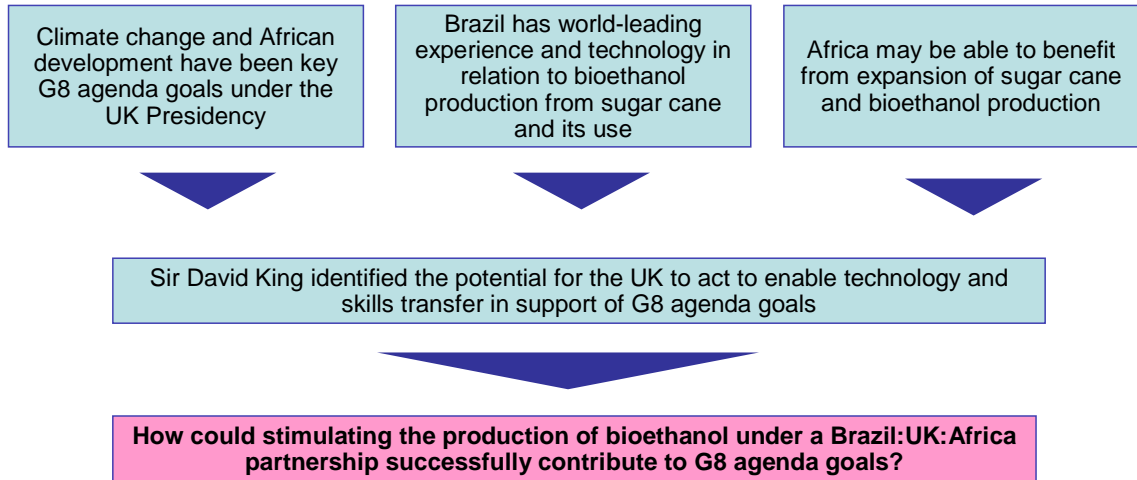 Climate change and African
development have been key
G8 agenda goals under the
UK Presidency
Brazil has world-leading
experience and technology in
relation to bioethanol
production from sugar cane
and its use
Africa may be able to benefit
from expansion of sugar cane
and bioethanol production
Sir David King identified the potential for the UK to act to enable technology and
skills transfer in support of G8 agenda goals
How could stimulating the production of bioethanol under a Brazil:UK:Africa
partnership successfully contribute to G8 agenda goals?